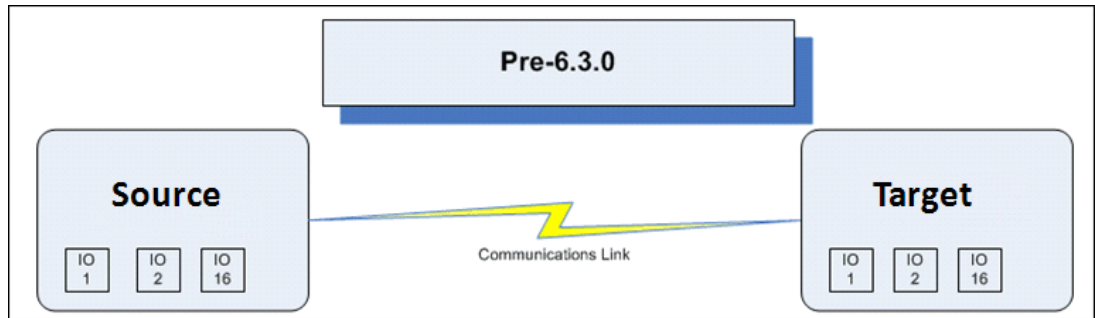 Pre-6.3.0
Source
Target
Communications Link
IO
1
IO
2
IO
16
IO
1
IO
2
IO
16